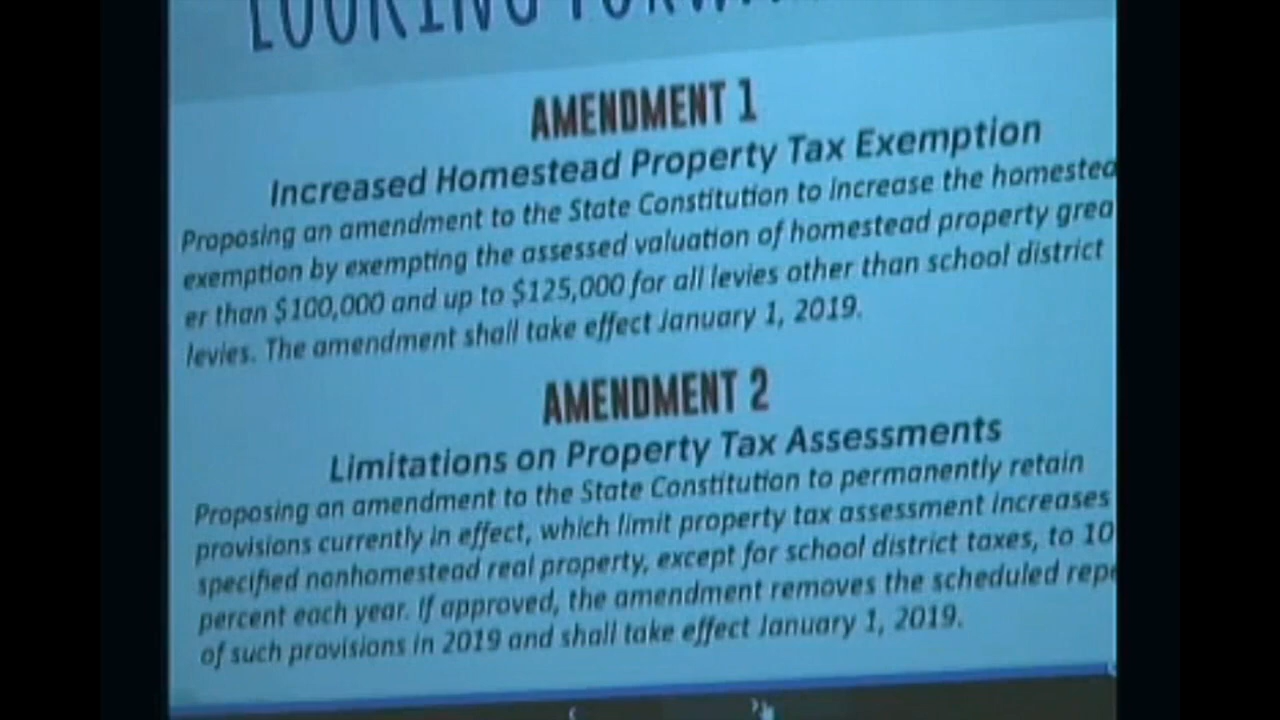 LOOKING
AMENDMENT 1
Increased Homestead Property Tax Exemption
Proposing an amendment to the State Constitution to increase the homestea
exemption by exempting the assessed valuation of homestead property grea
er than $100,000 and up to $125,000 for all levies other than school district
levies. The amendment shall take effect January 1, 2019.
AMENDMENT 2
Limitations on Property Tax Assessments
Proposing an amendment to the State Constitution to permanently retain
provisions currently in effect, which limit property tax assessment increases
specified nonhomestead real property, except for school district taxes, to 10
percent each year. If approved, the amendment removes the scheduled repe
of such provisions in 2019 and shall take effect January 1, 2019.